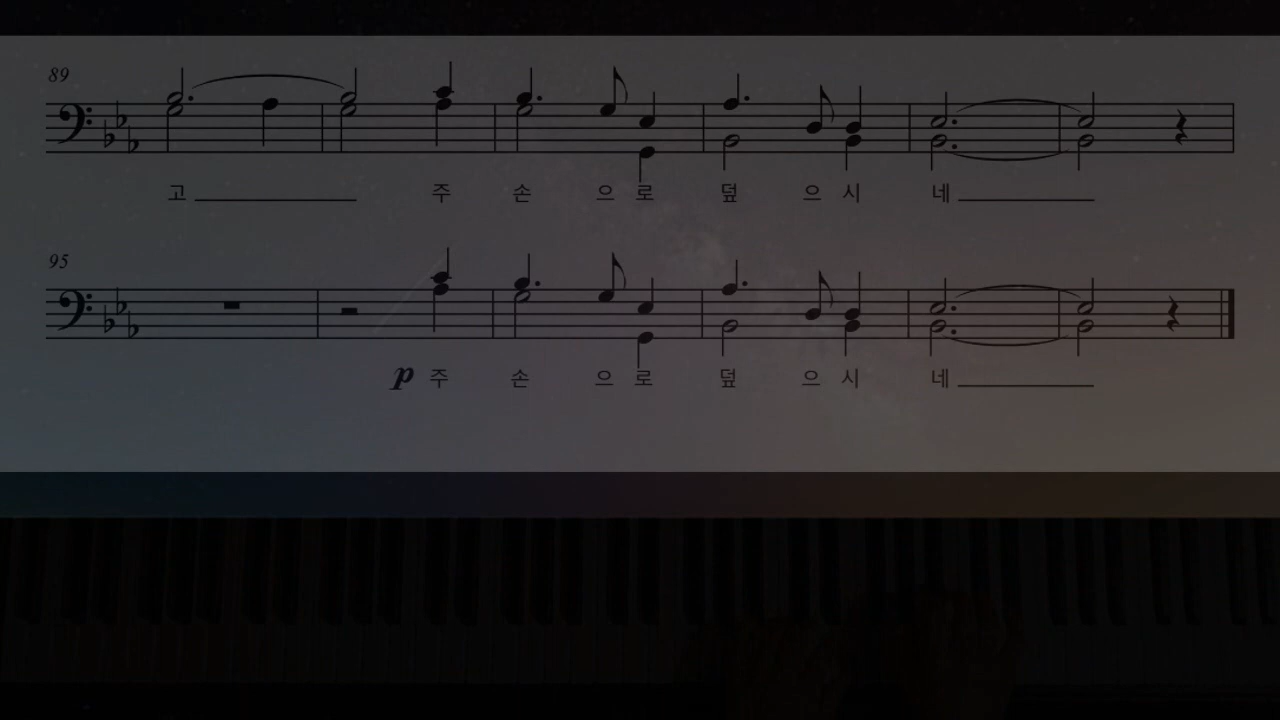 89
고 주 손 으 로 덮 으 시 네
95
p 주 손 으 로 덮 으 시 네